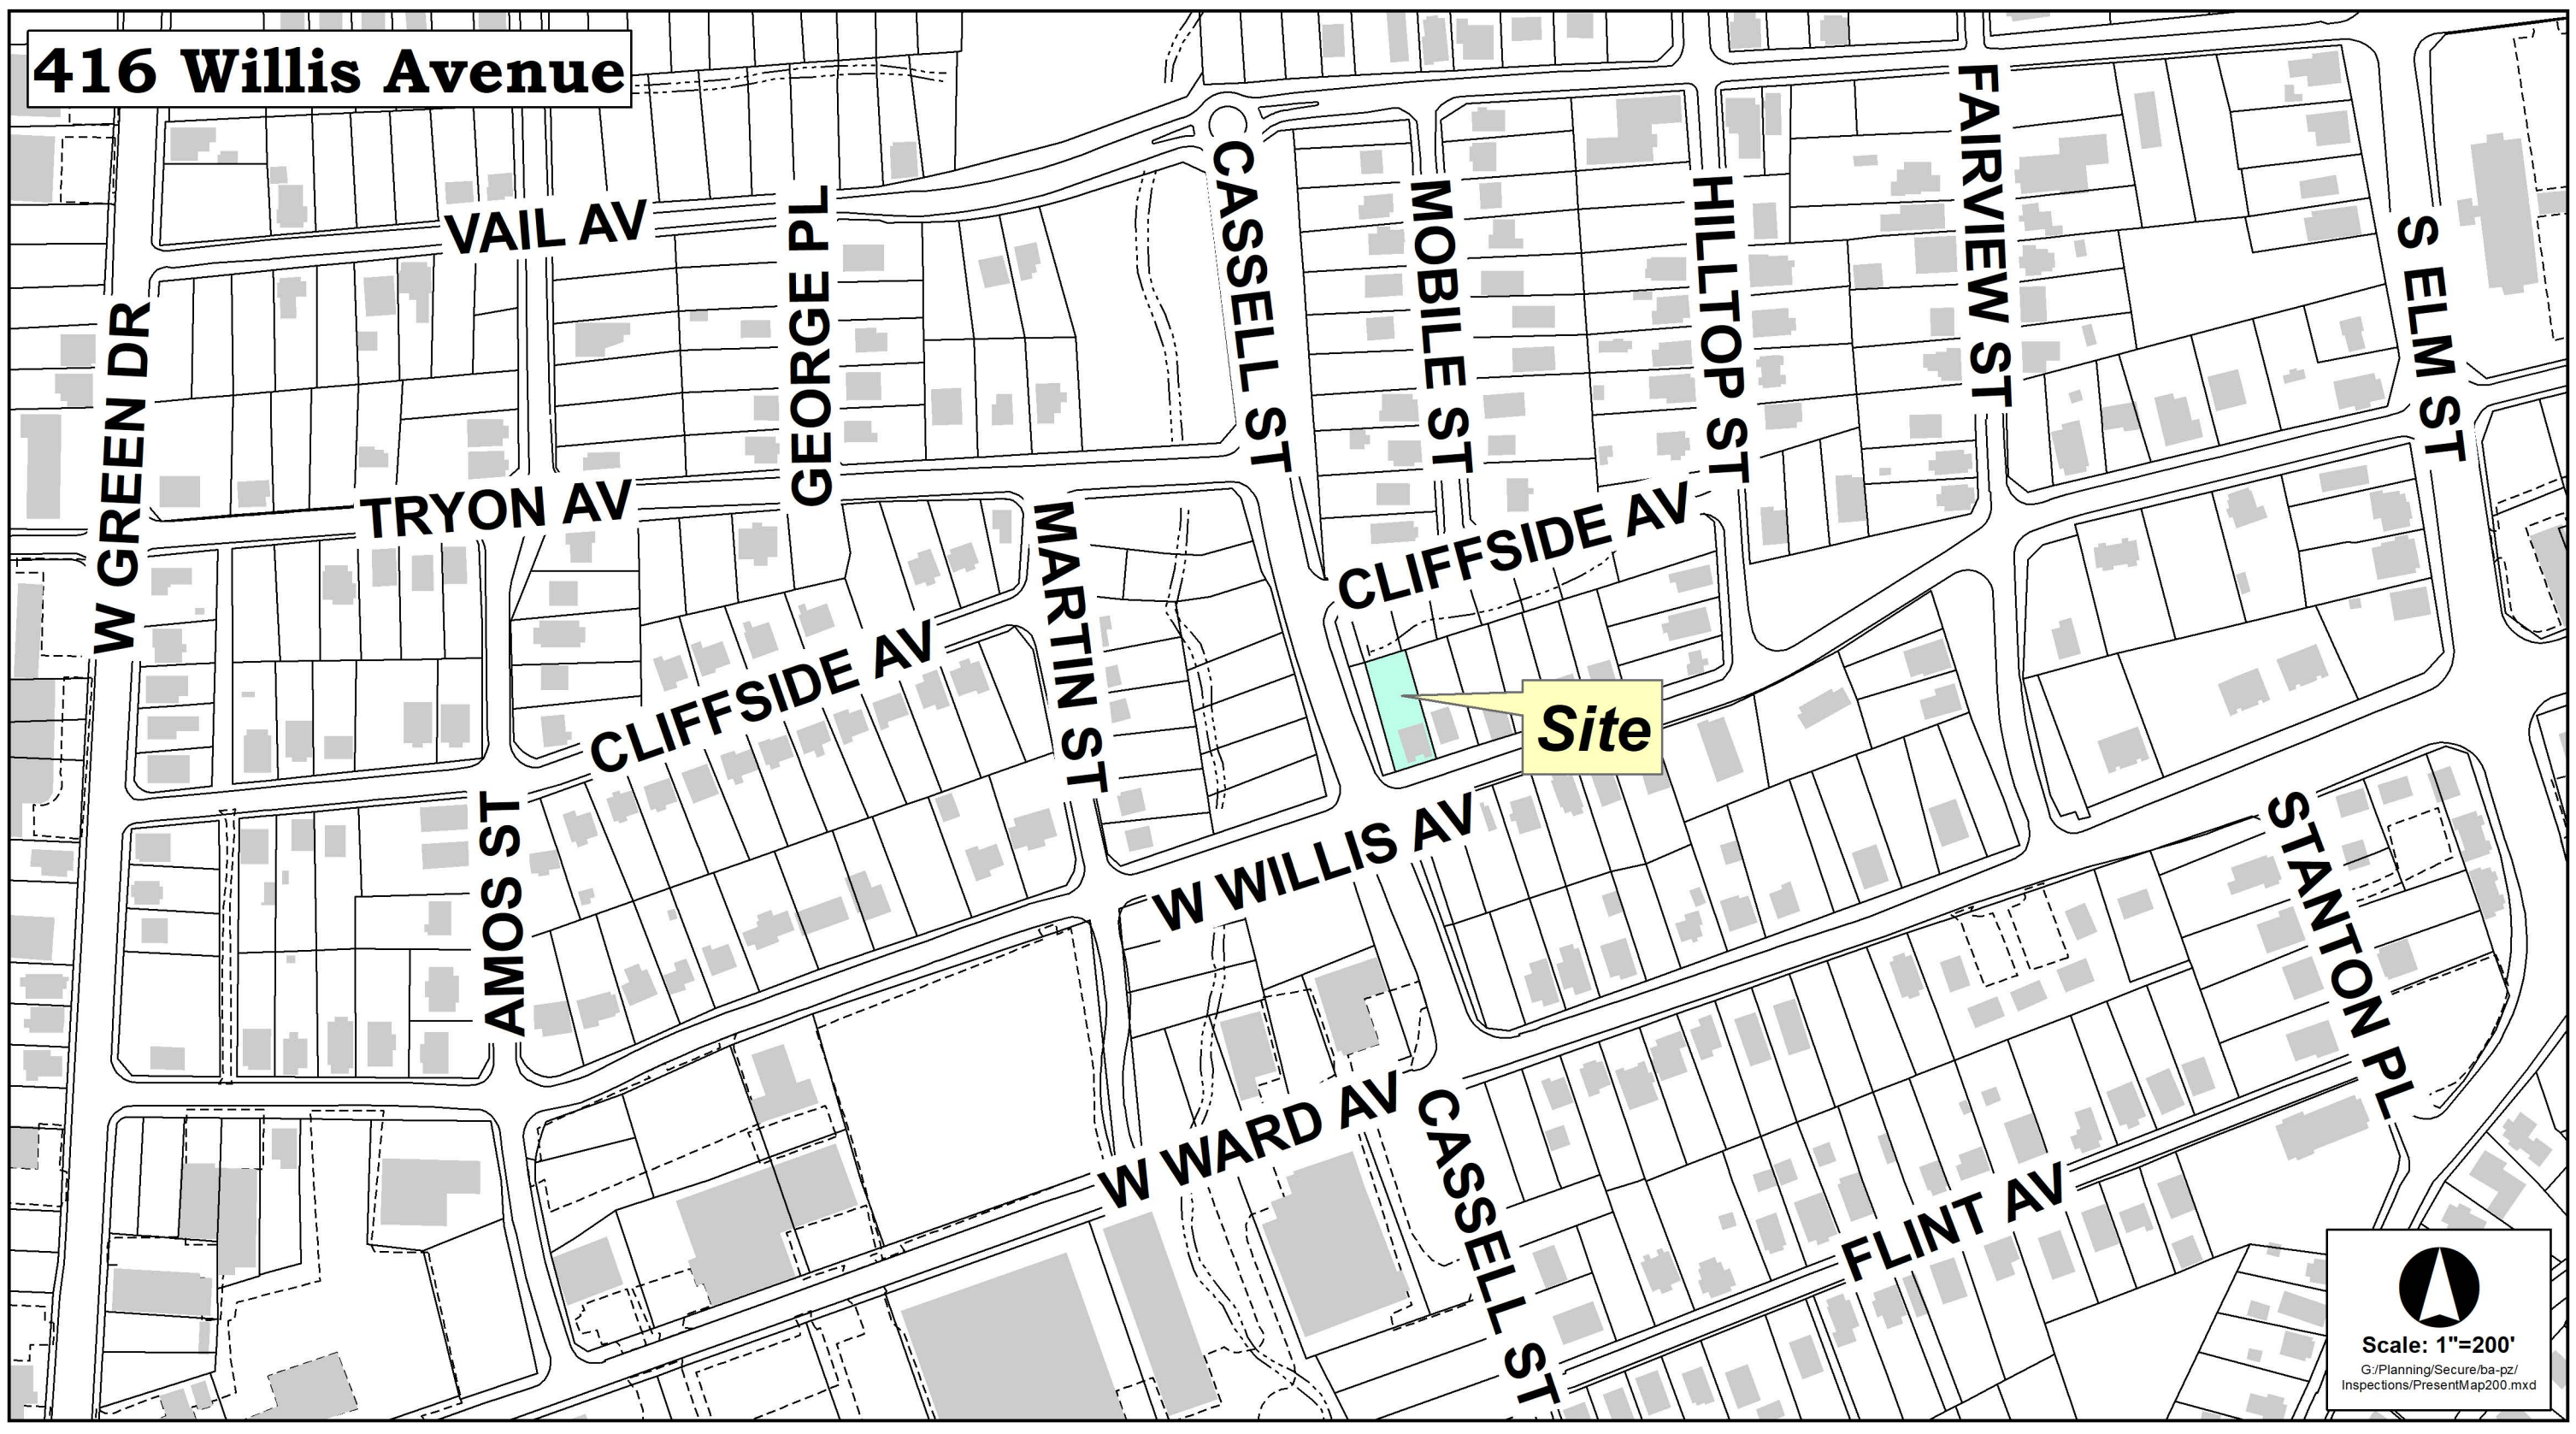 416 Willis Avenue
FAIRVIEW ST
CASSELL ST
MOBILE ST
HILLTOP ST
GEORGE PL
VAIL AV
S ELM ST
W GREEN DR
TRYON AV
CLIFFSIDE AV
MARTIN ST
CLIFFSIDE AV
Site
AMOS ST
W WILLIS AV
STANTON PL
W WARD AV
CASSELL ST
FLINT AV
Scale: 1"=200'
G:/Planning/Secure/ba-pz/
Inspections/PresentMap200.mxd